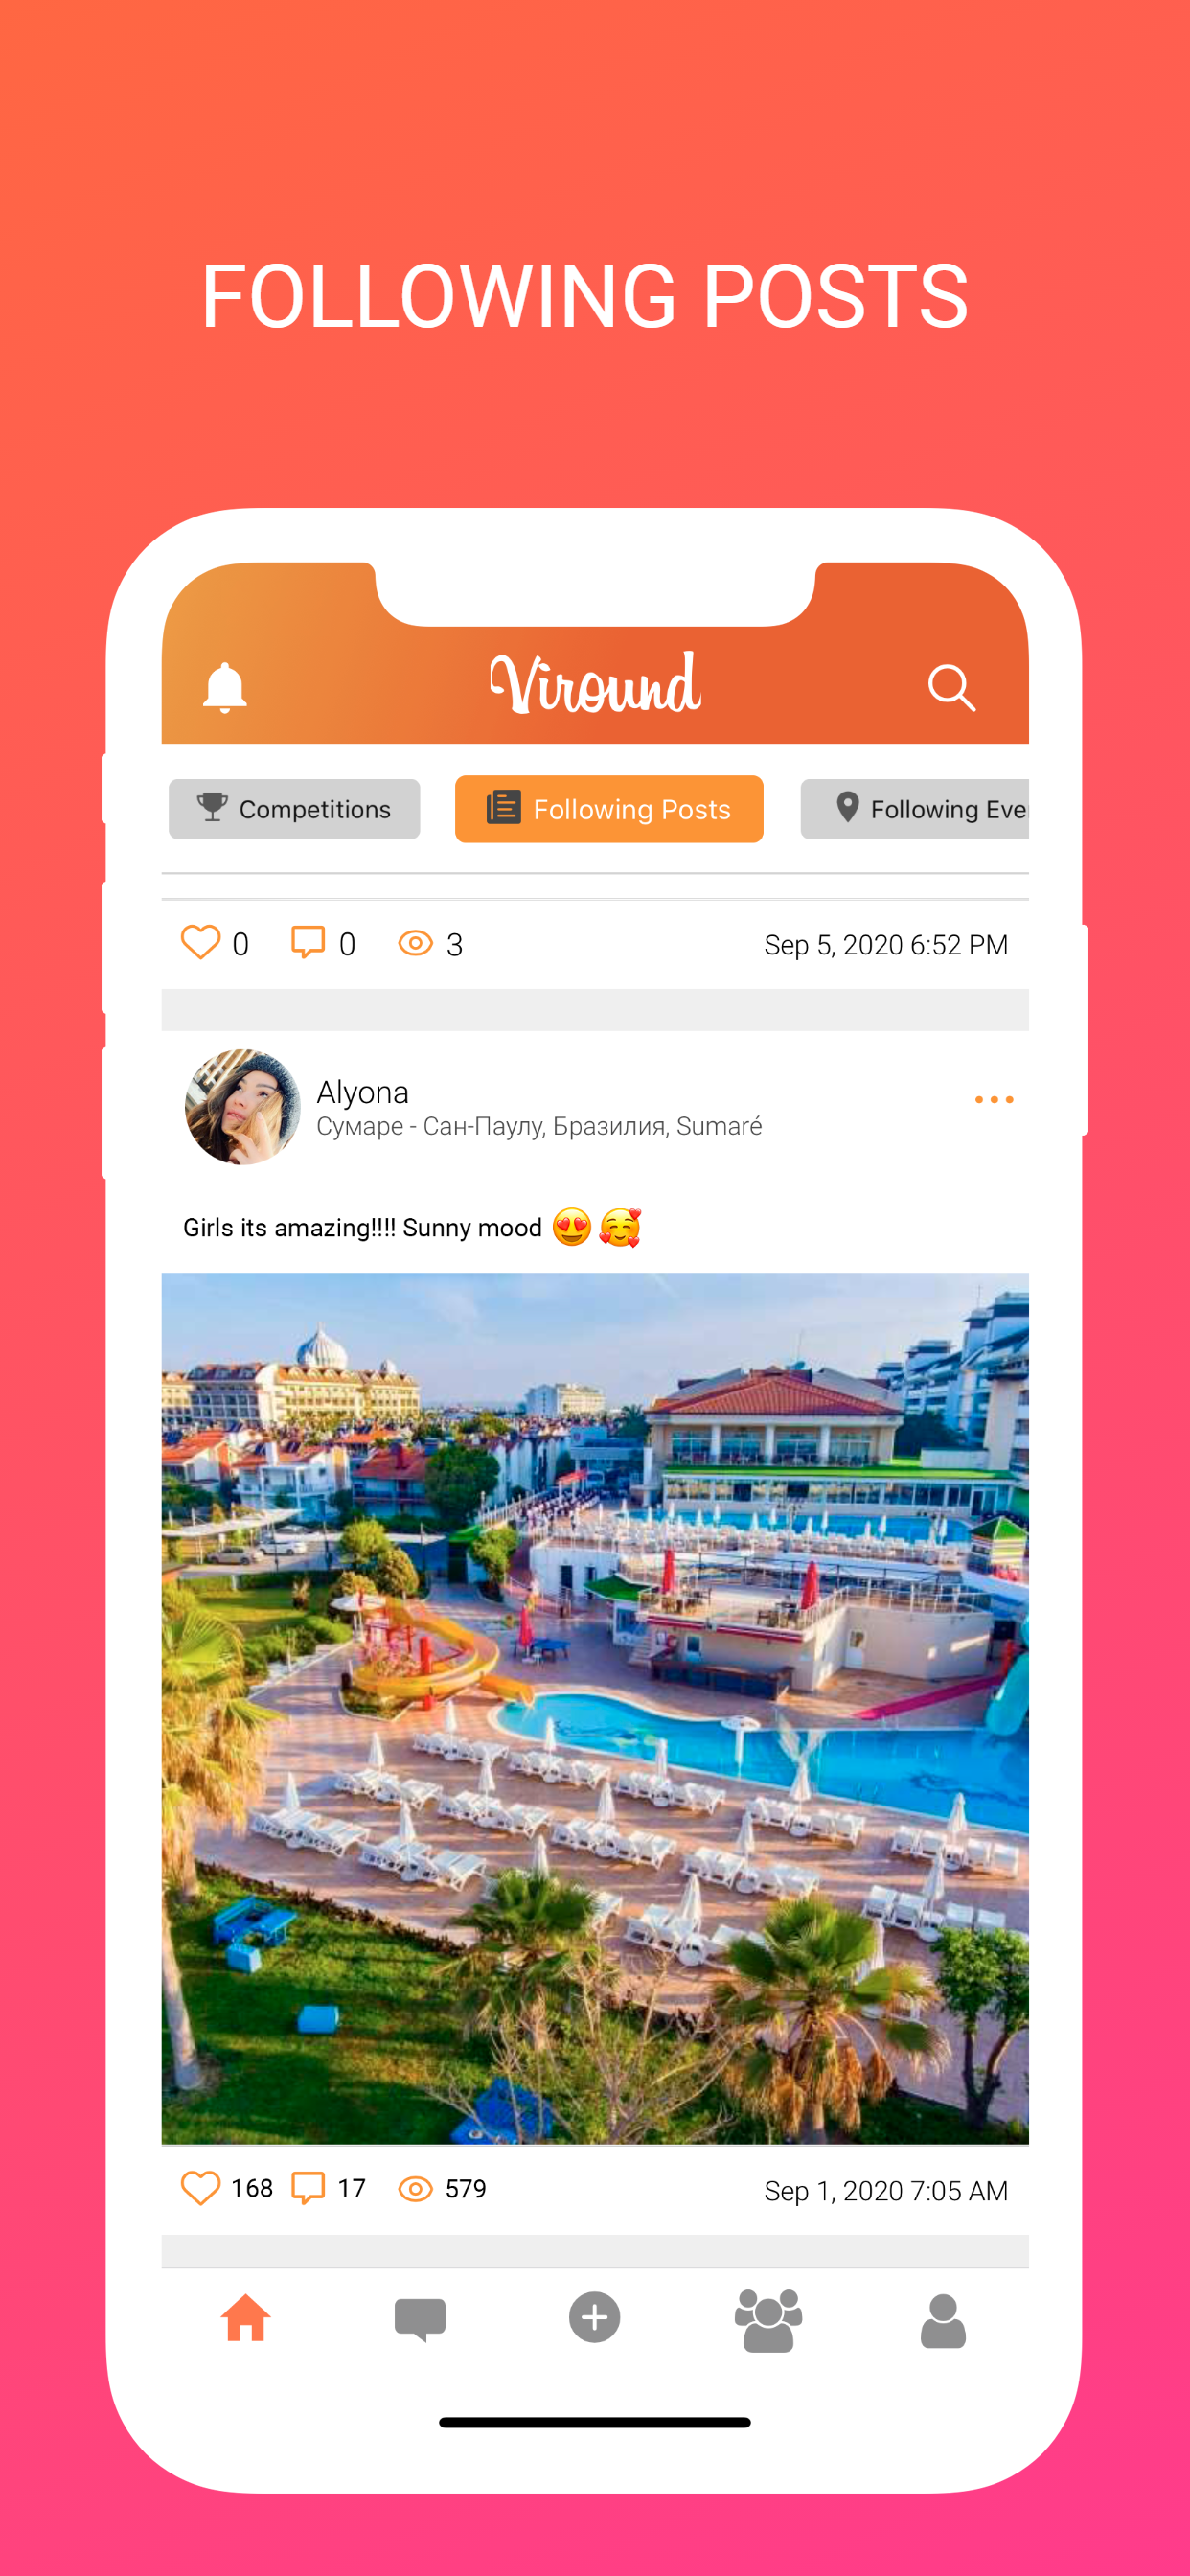 FOLLOWING POSTS
Viround
Competitions
Following Posts
Following Eve
0 0 3 Sep 5, 2020 6:52 PM
Alyona
Сумаре - Сан-Паулу, Бразилия, Sumaré
Girls its amazing!!!! Sunny mood 😍 🥰
168 17 579 Sep 1, 2020 7:05 AM